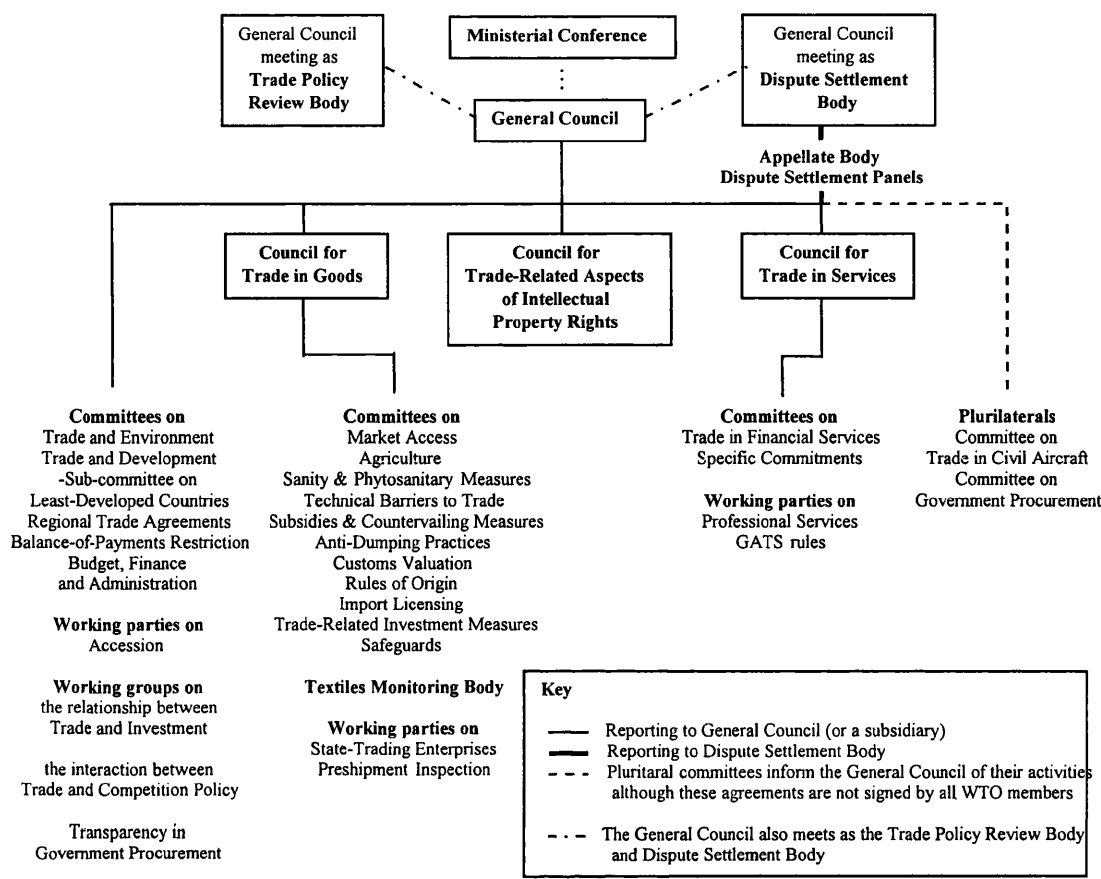 General Council
meeting as
Trade Policy
Review Body
Ministerial Conference
General Council
meeting as
Dispute Settlement
Body
General Council
Appellate Body
Dispute Settlement Panels
Council for
Trade in Goods
Council for
Trade-Related Aspects
of Intellectual
Property Rights
Council for
Trade in Services
Committees on
Trade and Environment
Trade and Development
-Sub-committee on
Least-Developed Countries
Regional Trade Agreements
Balance-of-Payments Restriction
Budget, Finance
and Administration
Working parties on
Accession
Working groups on
the relationship between
Trade and Investment
the interaction between
Trade and Competition Policy
Transparency in
Government Procurement
Committees on
Market Access
Agriculture
Sanity & Phytosanitary Measures
Technical Barriers to Trade
Subsidies & Countervailing Measures
Anti-Dumping Practices
Customs Valuation
Rules of Origin
Import Licensing
Trade-Related Investment Measures
Safeguards
Textiles Monitoring Body
Working parties on
State-Trading Enterprises
Preshipment Inspection
Committees on
Trade in Financial Services
Specific Commitments
Working parties on
Professional Services
GATS rules
Plurilaterals
Committee on
Trade in Civil Aircraft
Committee on
Government Procurement
Key
Reporting to General Council (or a subsidiary)
Reporting to Dispute Settlement Body
Pluritaral committees inform the General Council of their activities
although these agreements are not signed by all WTO members
The General Council also meets as the Trade Policy Review Body
and Dispute Settlement Body